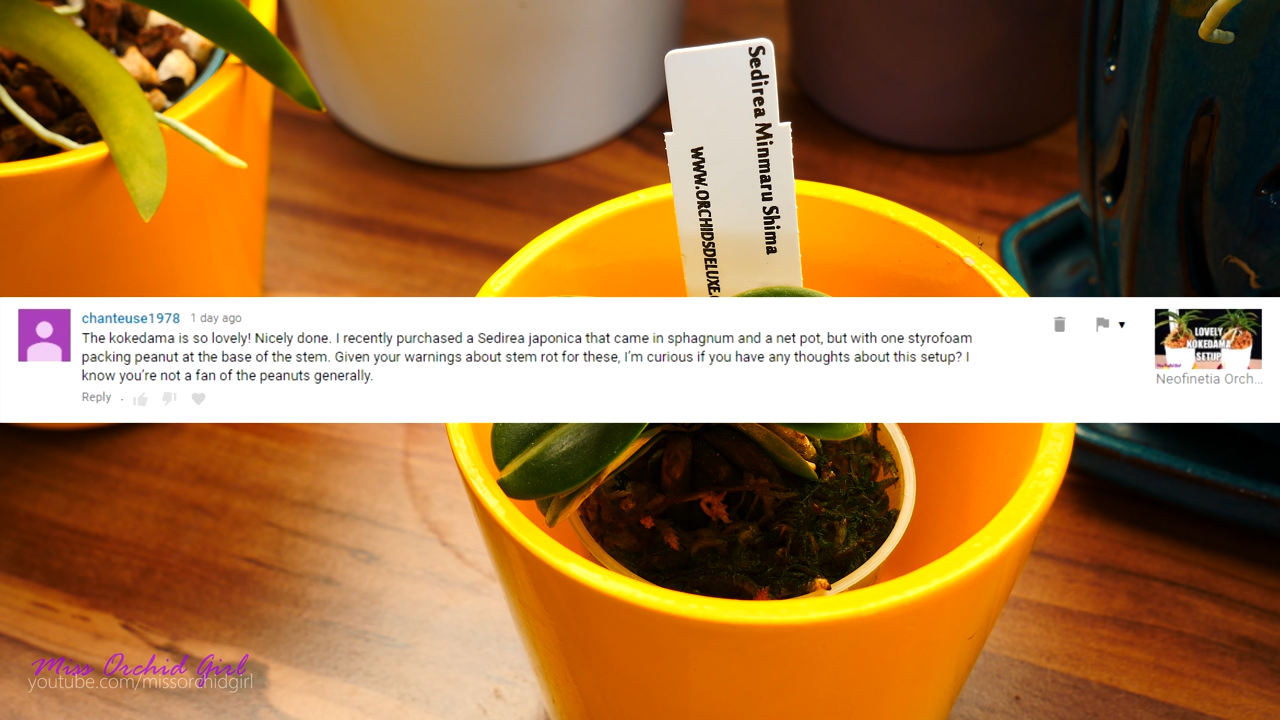 Sedirea Minmaru Shima
WWW.ORCHIDSDELUXE.
chanteuse1978 1 day ago
The kokedama is so lovely! Nicely done. I recently purchased a Sedirea japonica that came in sphagnum and a net pot, but with one styrofoam
packing peanut at the base of the stem. Given your warnings about stem rot for these, I'm curious if you have any thoughts about this setup? I
know you're not a fan of the peanuts generally.
Reply .
LOVELY
KOKEDAMA
SETUP
Neofinetia Orch...
Miss Orchid Girl
youtube.com/missorchidgirl